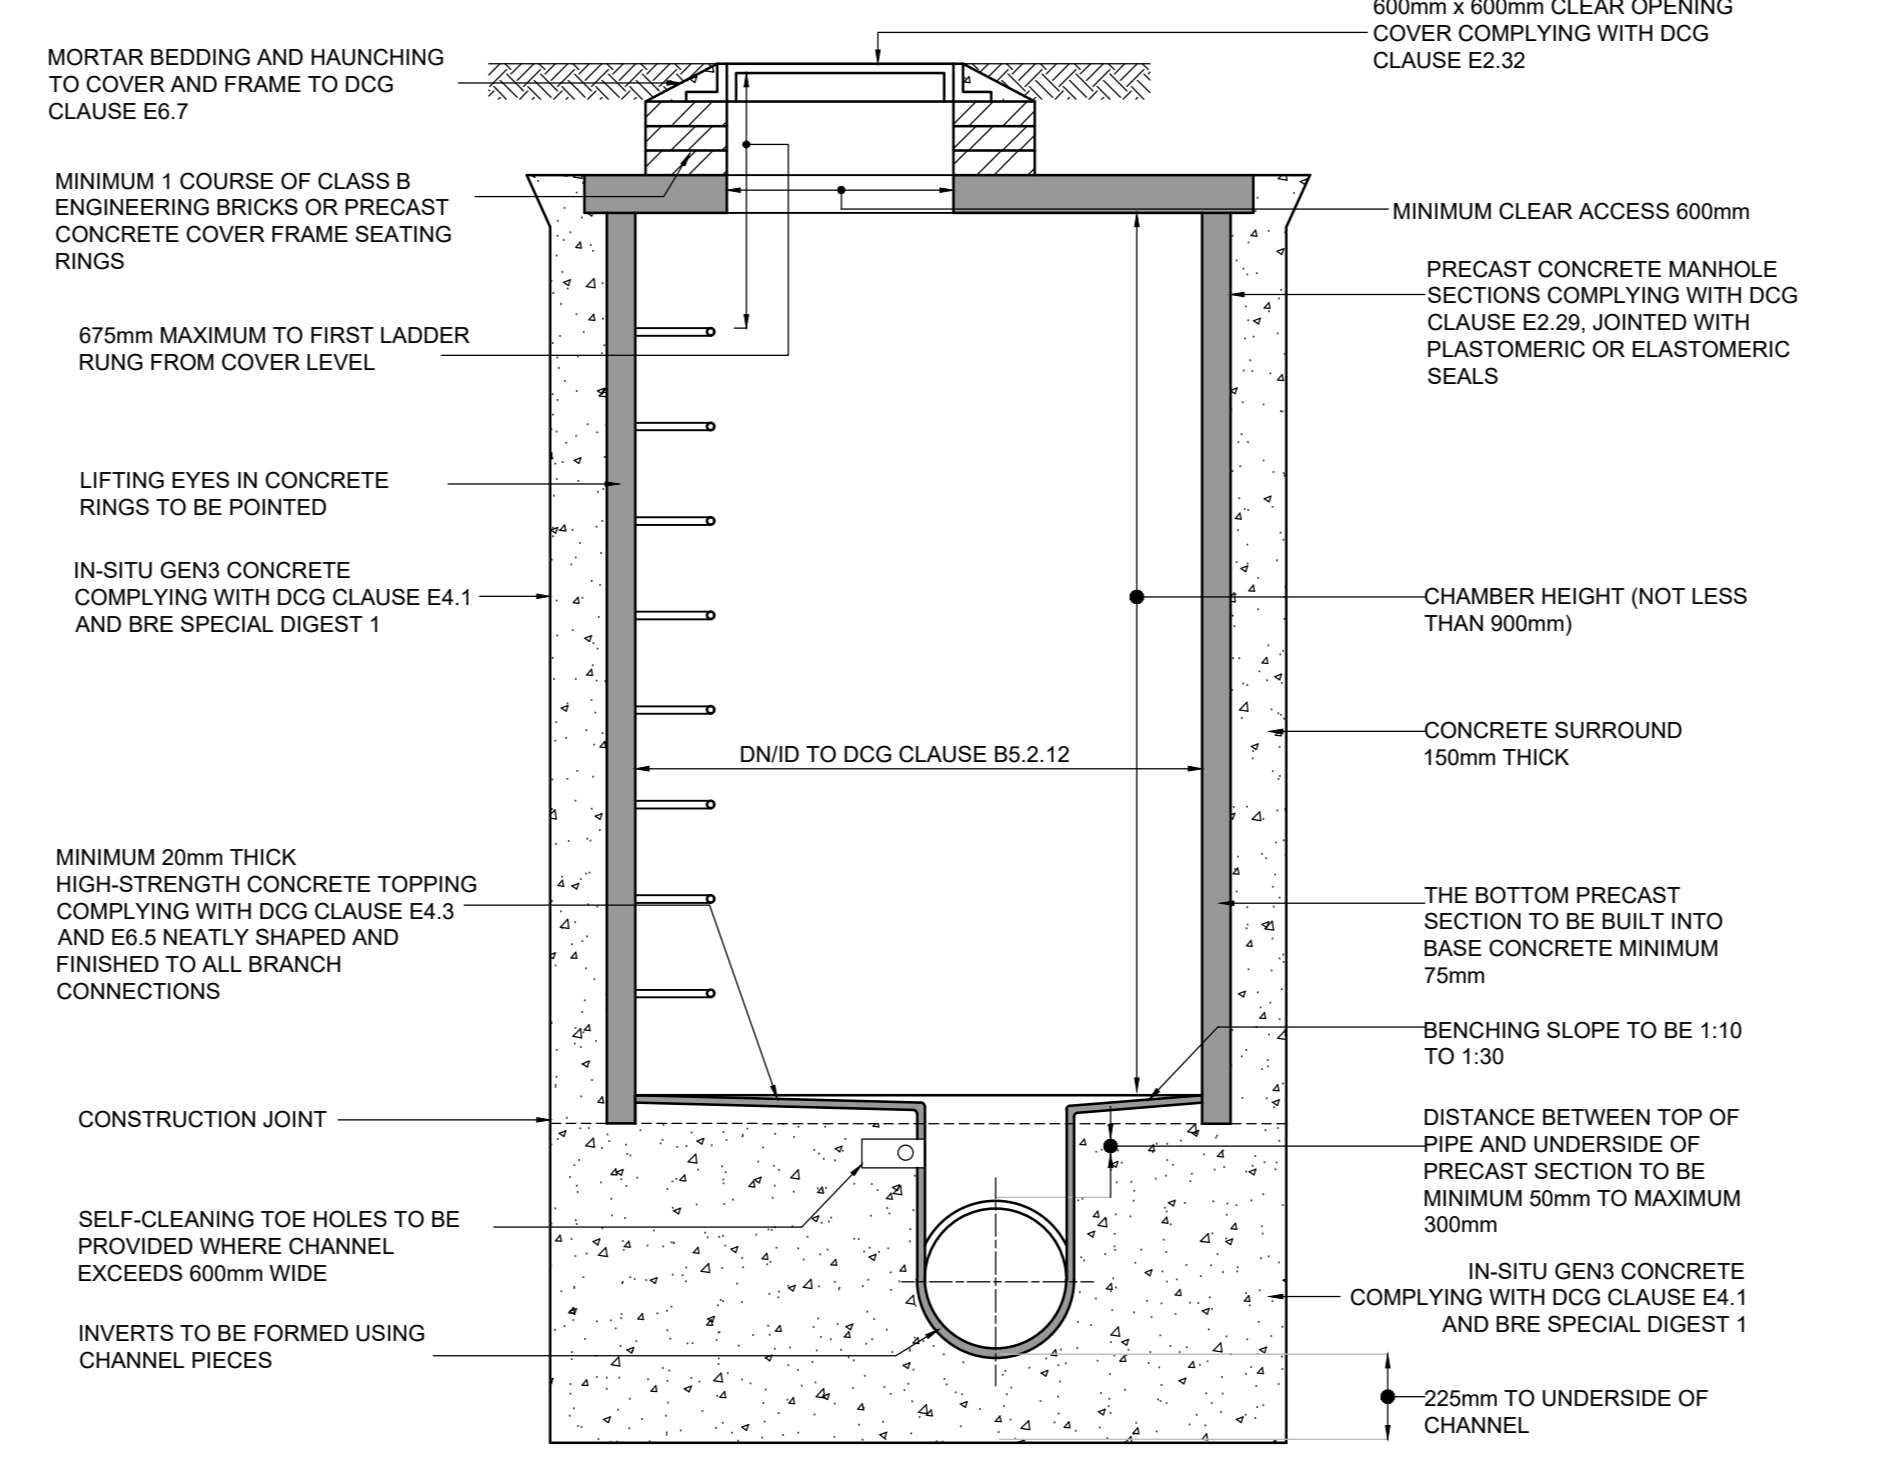 600mm x 600mm CLEAR OPENING
COVER COMPLYING WITH DCG
CLAUSE E2.32
MORTAR BEDDING AND HAUNCHING
TO COVER AND FRAME TO DCG
CLAUSE E6.7
MINIMUM 1 COURSE OF CLASS B
ENGINEERING BRICKS OR PRECAST
CONCRETE COVER FRAME SEATING
RINGS
MINIMUM CLEAR ACCESS 600mm
PRECAST CONCRETE MANHOLE
SECTIONS COMPLYING WITH DCG
CLAUSE E2.29, JOINTED WITH
PLASTOMERIC OR ELASTOMERIC
SEALS
675mm MAXIMUM TO FIRST LADDER
RUNG FROM COVER LEVEL
LIFTING EYES IN CONCRETE
RINGS TO BE POINTED
IN-SITU GEN3 CONCRETE
COMPLYING WITH DCG CLAUSE E4.1
AND BRE SPECIAL DIGEST 1
CHAMBER HEIGHT (NOT LESS
THAN 900mm)
CONCRETE SURROUND
150mm THICK
DN/ID TO DCG CLAUSE B5.2.12
MINIMUM 20mm THICK
HIGH-STRENGTH CONCRETE TOPPING
COMPLYING WITH DCG CLAUSE E4.3
AND E6.5 NEATLY SHAPED AND
FINISHED TO ALL BRANCH
CONNECTIONS
THE BOTTOM PRECAST
SECTION TO BE BUILT INTO
BASE CONCRETE MINIMUM
75mm
BENCHING SLOPE TO BE 1:10
TO 1:30
CONSTRUCTION JOINT
DISTANCE BETWEEN TOP OF
PIPE AND UNDERSIDE OF
PRECAST SECTION TO BE
MINIMUM 50mm TO MAXIMUM
300mm
SELF-CLEANING TOE HOLES TO BE
PROVIDED WHERE CHANNEL
EXCEEDS 600mm WIDE
IN-SITU GEN3 CONCRETE
COMPLYING WITH DCG CLAUSE E4.1
AND BRE SPECIAL DIGEST 1
INVERTS TO BE FORMED USING
CHANNEL PIECES
225mm TO UNDERSIDE OF
CHANNEL